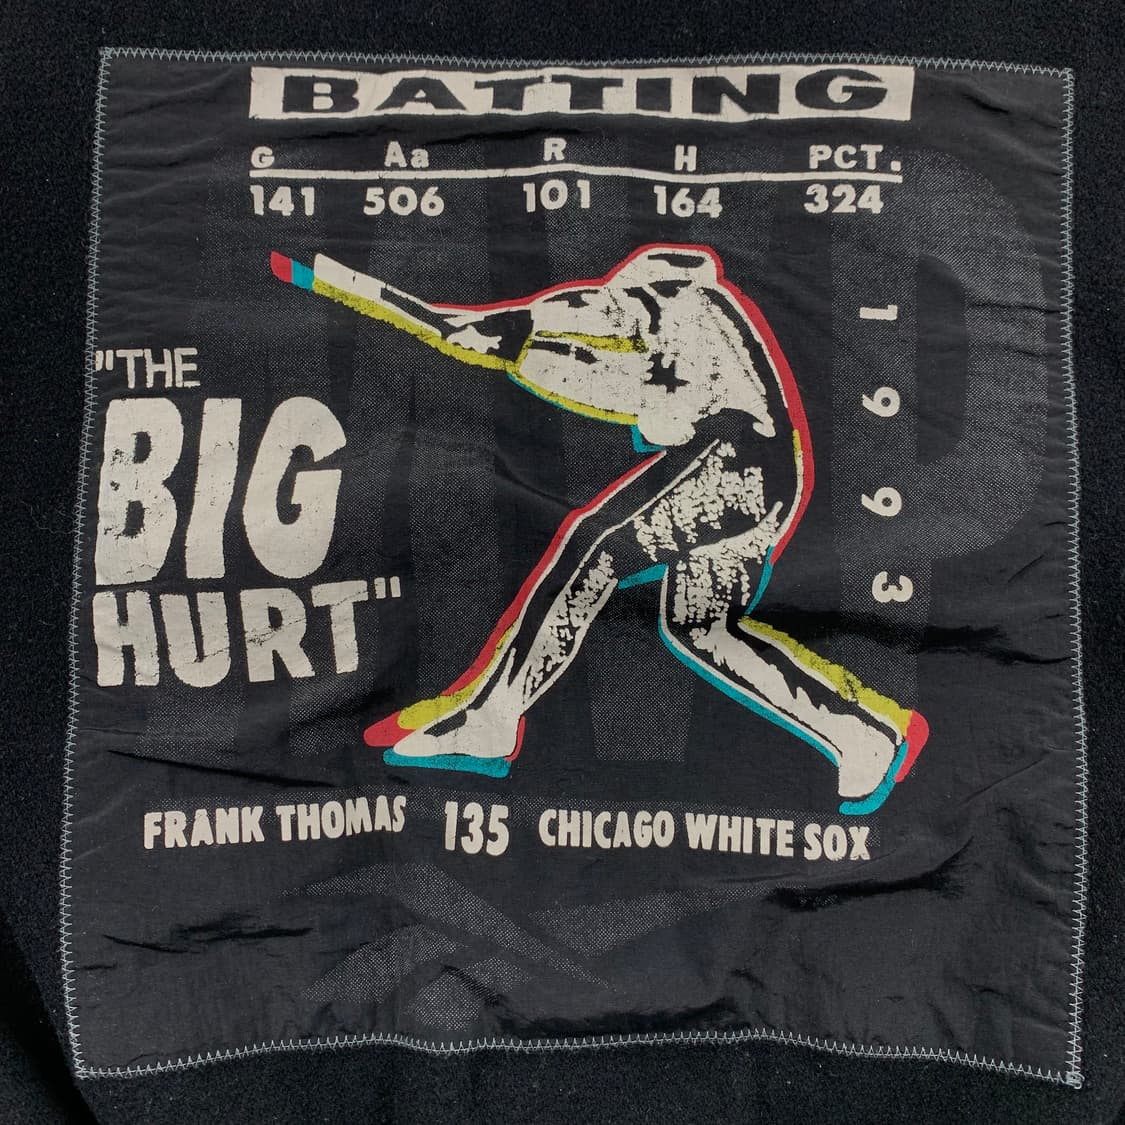 BATTING
G Aa R H PCT.
141 506 101 164 324
1993
"THE
BIG
HURT"
FRANK THOMAS 135 CHICAGO WHITE SOX